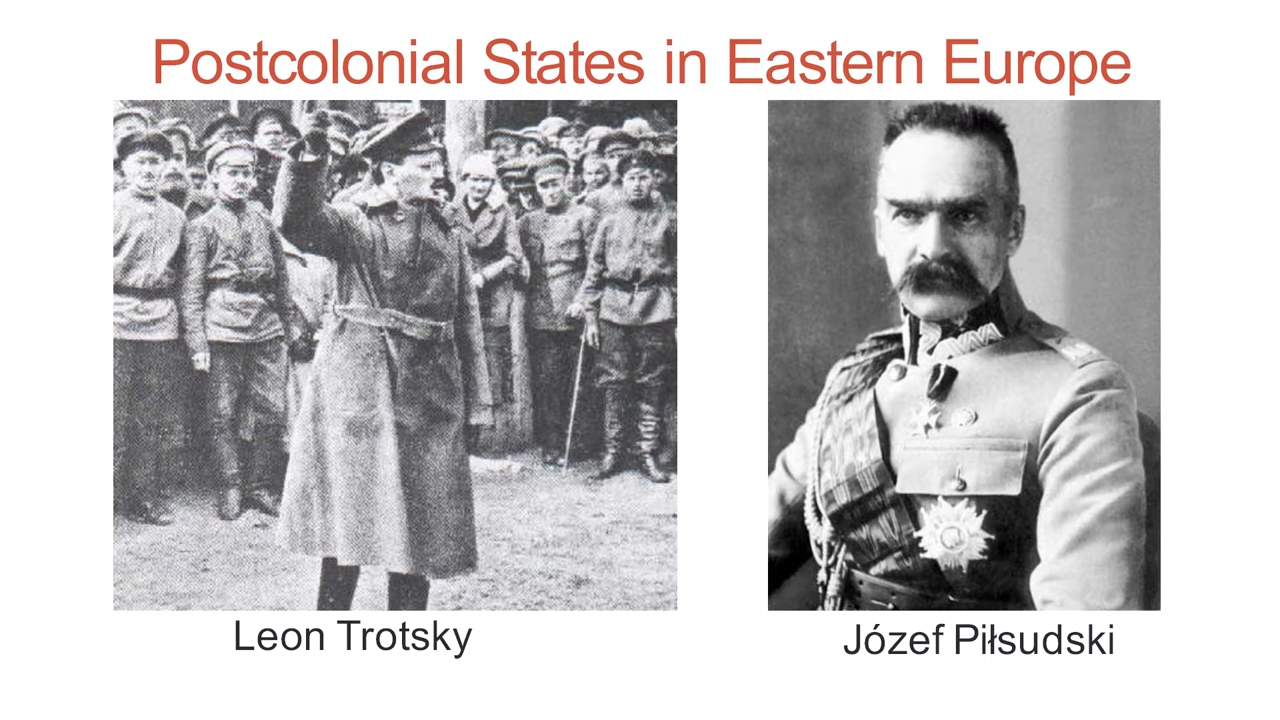 Postcolonial States in Eastern Europe
Leon Trotsky
Józef Piłsudski